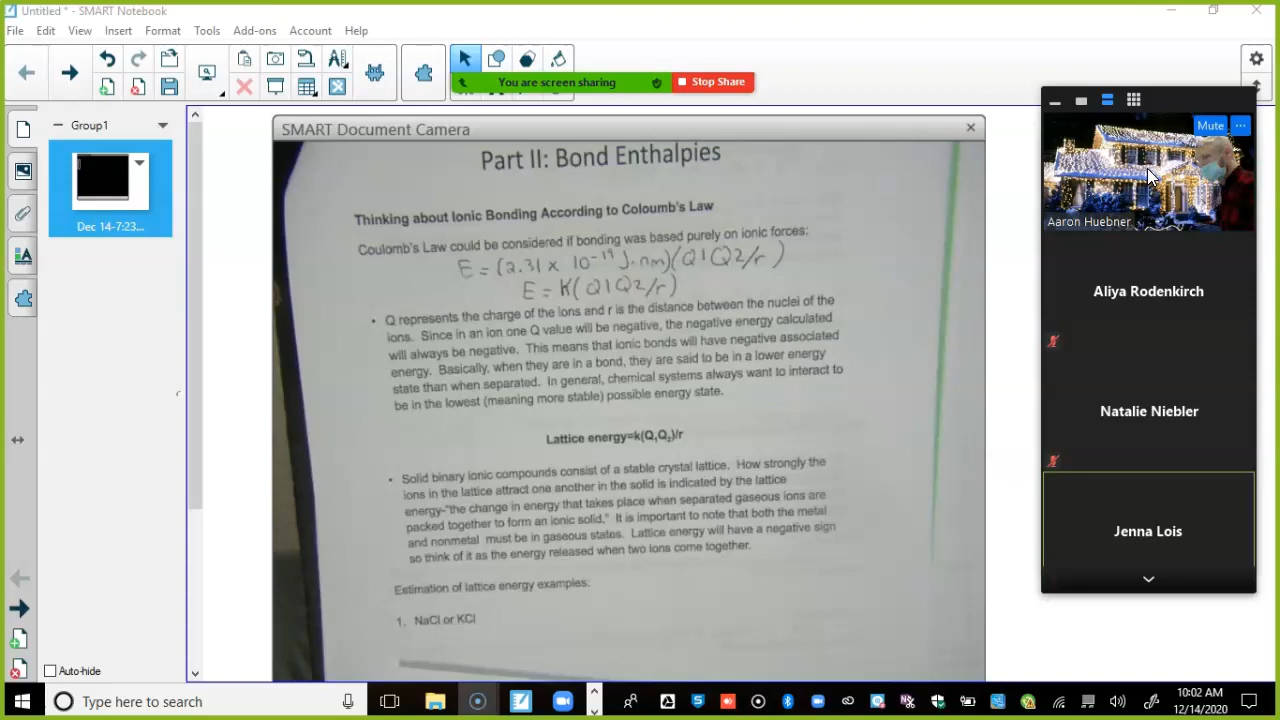 Untitled * - SMART Notebook
File Edit View Insert Format Tools Add-ons Account Help
You are screen sharing
Stop Share
Group1
Dec 14-7:23...
Auto-hide
SMART Document Camera
Part II: Bond Enthalpies
Thinking about Ionic Bonding According to Coloumb's Law
Coulomb's Law could be considered if bonding was based purely on ionic forces:
E = (2.31 x 10-19 J·nm)(Q1Q2/r)
E = K(Q1Q2/r)
• Q represents the charge of the ions and r is the distance between the nuclei of the
ions. Since in an ion one Q value will be negative, the negative energy calculated
will always be negative. This means that ionic bonds will have negative associated
energy. Basically, when they are in a bond, they are said to be in a lower energy
state than when separated. In general, chemical systems always want to interact to
be in the lowest (meaning more stable) possible energy state.
Lattice energy=k(Q1Q2)/r
• Solid binary ionic compounds consist of a stable crystal lattice. How strongly the
ions in the lattice attract one another in the solid is indicated by the lattice
energy-"the change in energy that takes place when separated gaseous ions are
packed together to form an ionic solid." It is important to note that both the metal
and nonmetal must be in gaseous states. Lattice energy will have a negative sign
so think of it as the energy released when two ions come together.
Estimation of lattice energy examples:
1. NaCl or KCl
Mute
Aaron Huebner
Aliya Rodenkirch
Natalie Niebler
Jenna Lois
Type here to search
10:02 AM
12/14/2020